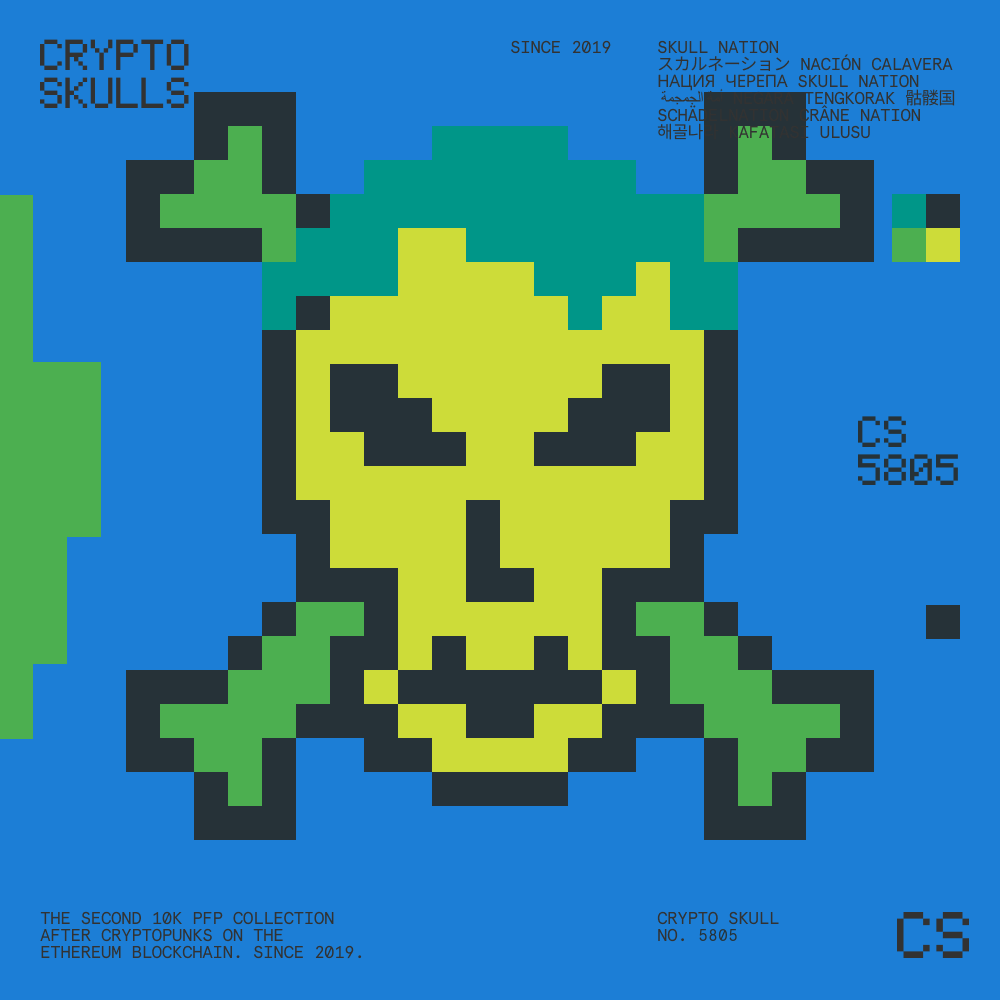 CRYPTO
SKULLS
SINCE 2019
SKULL NATION
スカルネーション NACIÓN CALAVERA
НАЦИЯ ЧЕРЕПА SKULL NATION
TENGKORAK 骷髅国
CRÂNE NATION
해골 ULUSU
CS
5805
THE SECOND 10K PFP COLLECTION
AFTER CRYPTOPUNKS ON THE
ETHEREUM BLOCKCHAIN. SINCE 2019.
CRYPTO SKULL
NO. 5805
CS